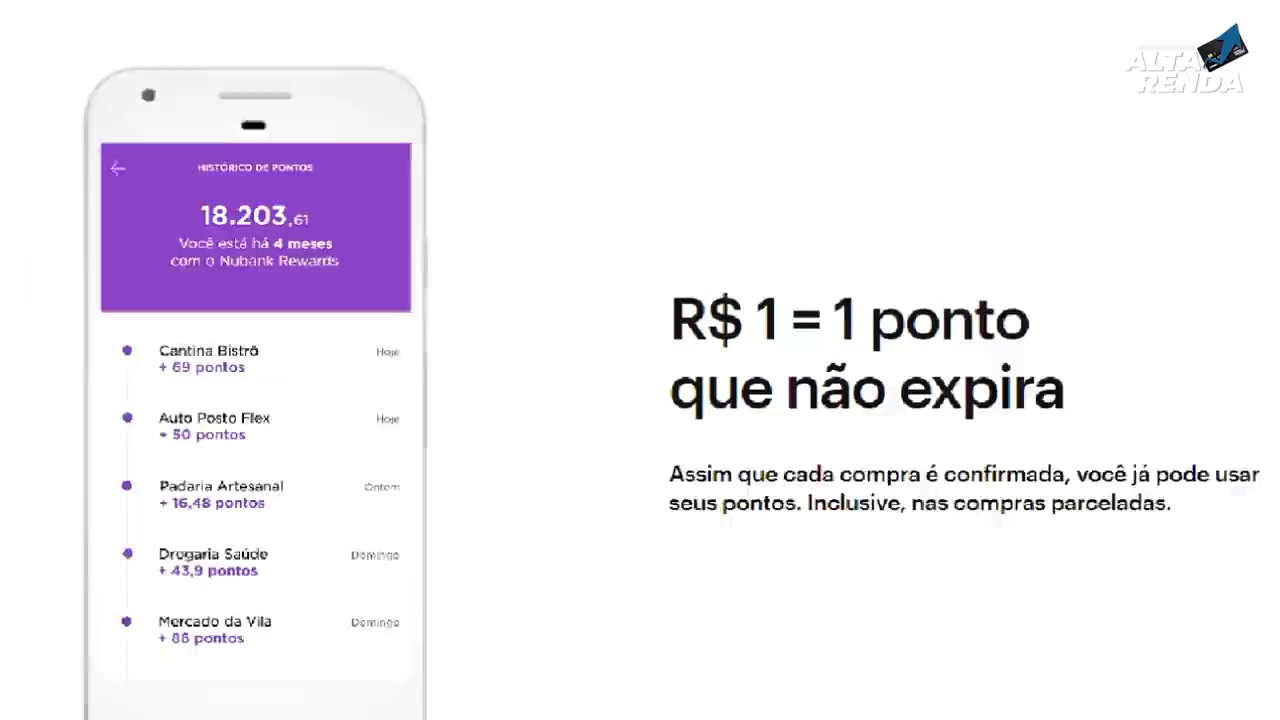 ALTA
RENDA
HISTÓRICO DE PONTOS
18.203,61
Você está há 4 meses
com o Nubank Rewards
Cantina Bistrô
Hoje
+ 69 pontos
Auto Posto Flex
Hoje
+ 50 pontos
Padaria Artesanal
Ontem
+ 16,48 pontos
Drogaria Saúde
Domingo
+ 43,9 pontos
Mercado da Vila
Domingo
+ 86 pontos
R$ 1 = 1 ponto
que não expira
Assim que cada compra é confirmada, você já pode usar
seus pontos. Inclusive, nas compras parceladas.